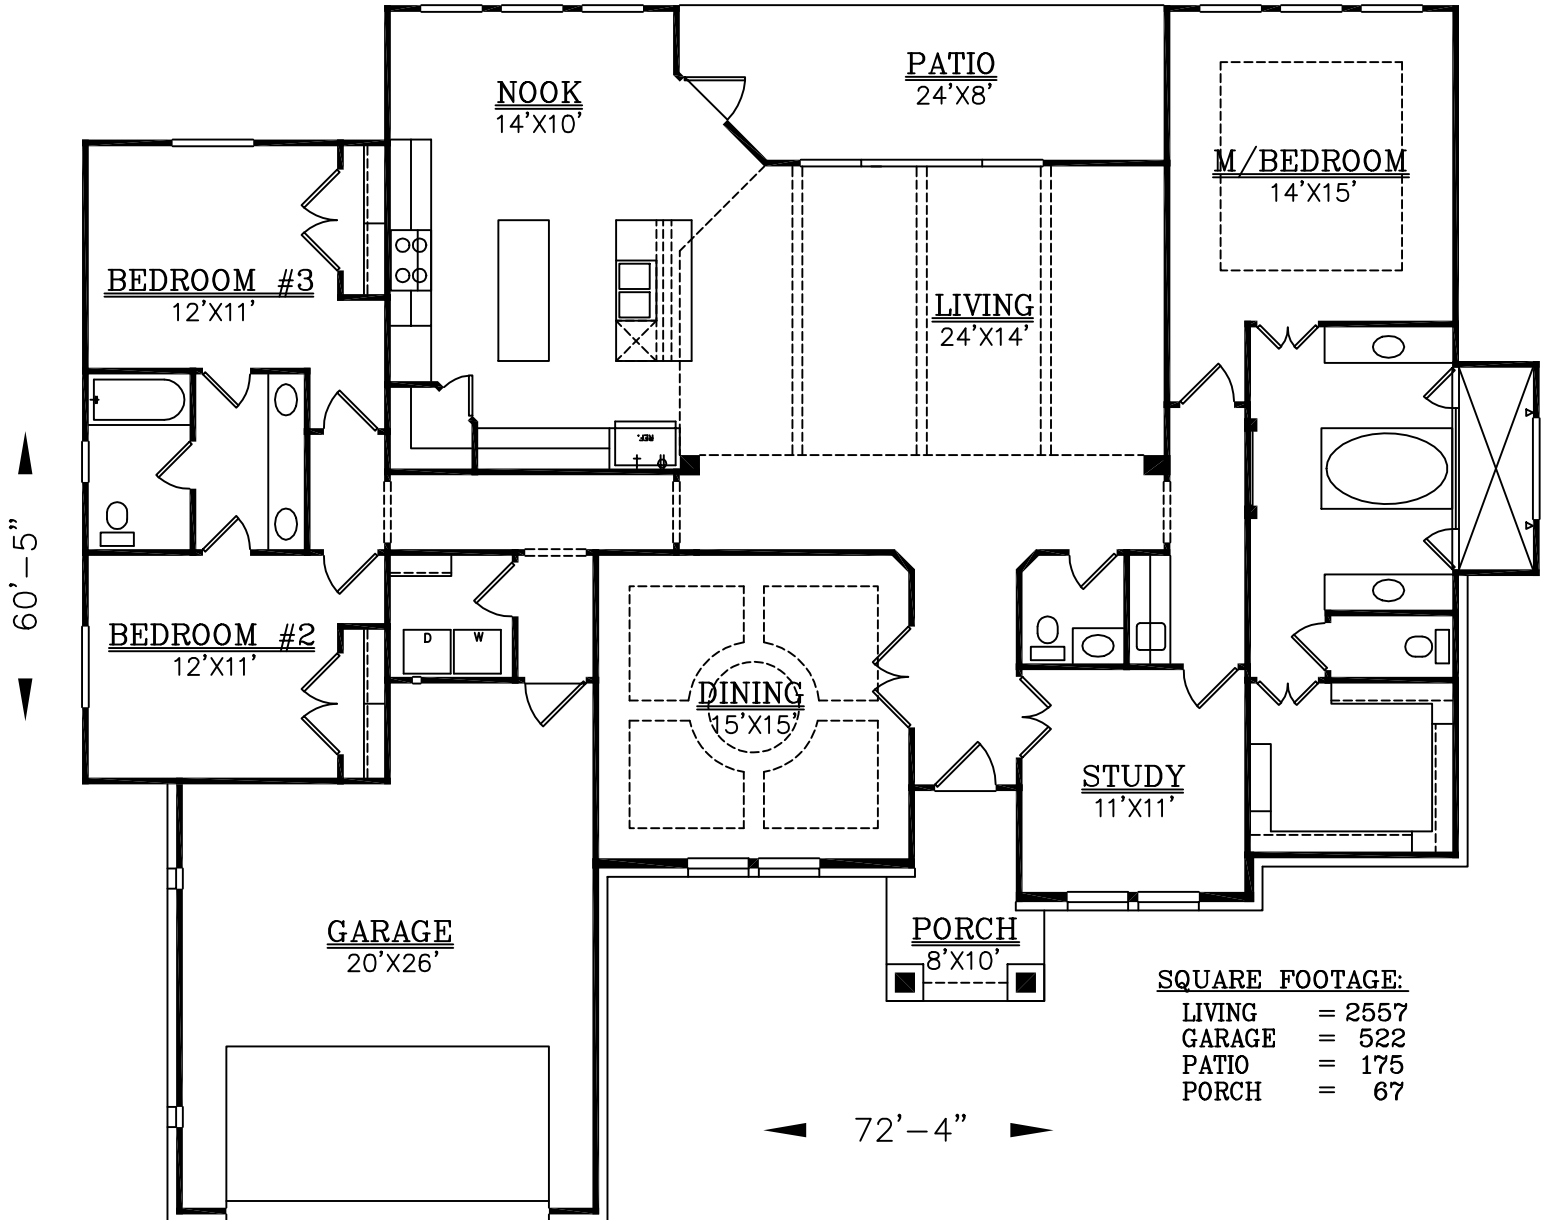 PATIO
24'X8'
NOOK
14'X10'
M/BEDROOM
14'X15'
BEDROOM #3
12'X11'
LIVING
24'X14'
REF.
60'-5"
BEDROOM #2
12'X11'
D
W
DINING
15'X15'
STUDY
11'X11'
GARAGE
20'X26'
PORCH
8'X10'
SQUARE FOOTAGE:
LIVING = 2557
GARAGE = 522
PATIO = 175
PORCH = 67
72'-4"